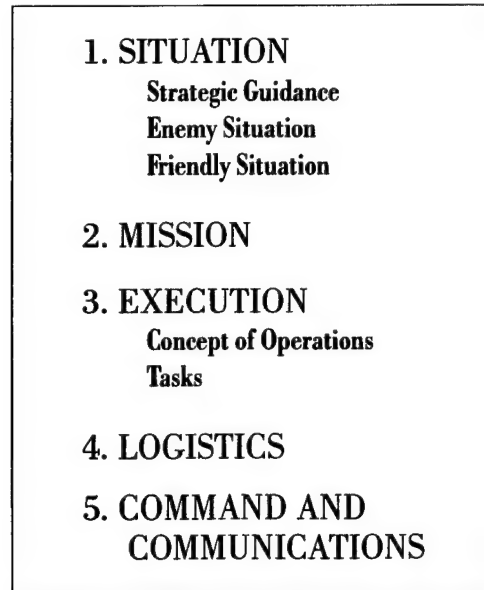 1. SITUATION
Strategic Guidance
Enemy Situation
Friendly Situation
2. MISSION
3. EXECUTION
Concept of Operations
Tasks
4. LOGISTICS
5. COMMAND AND
COMMUNICATIONS